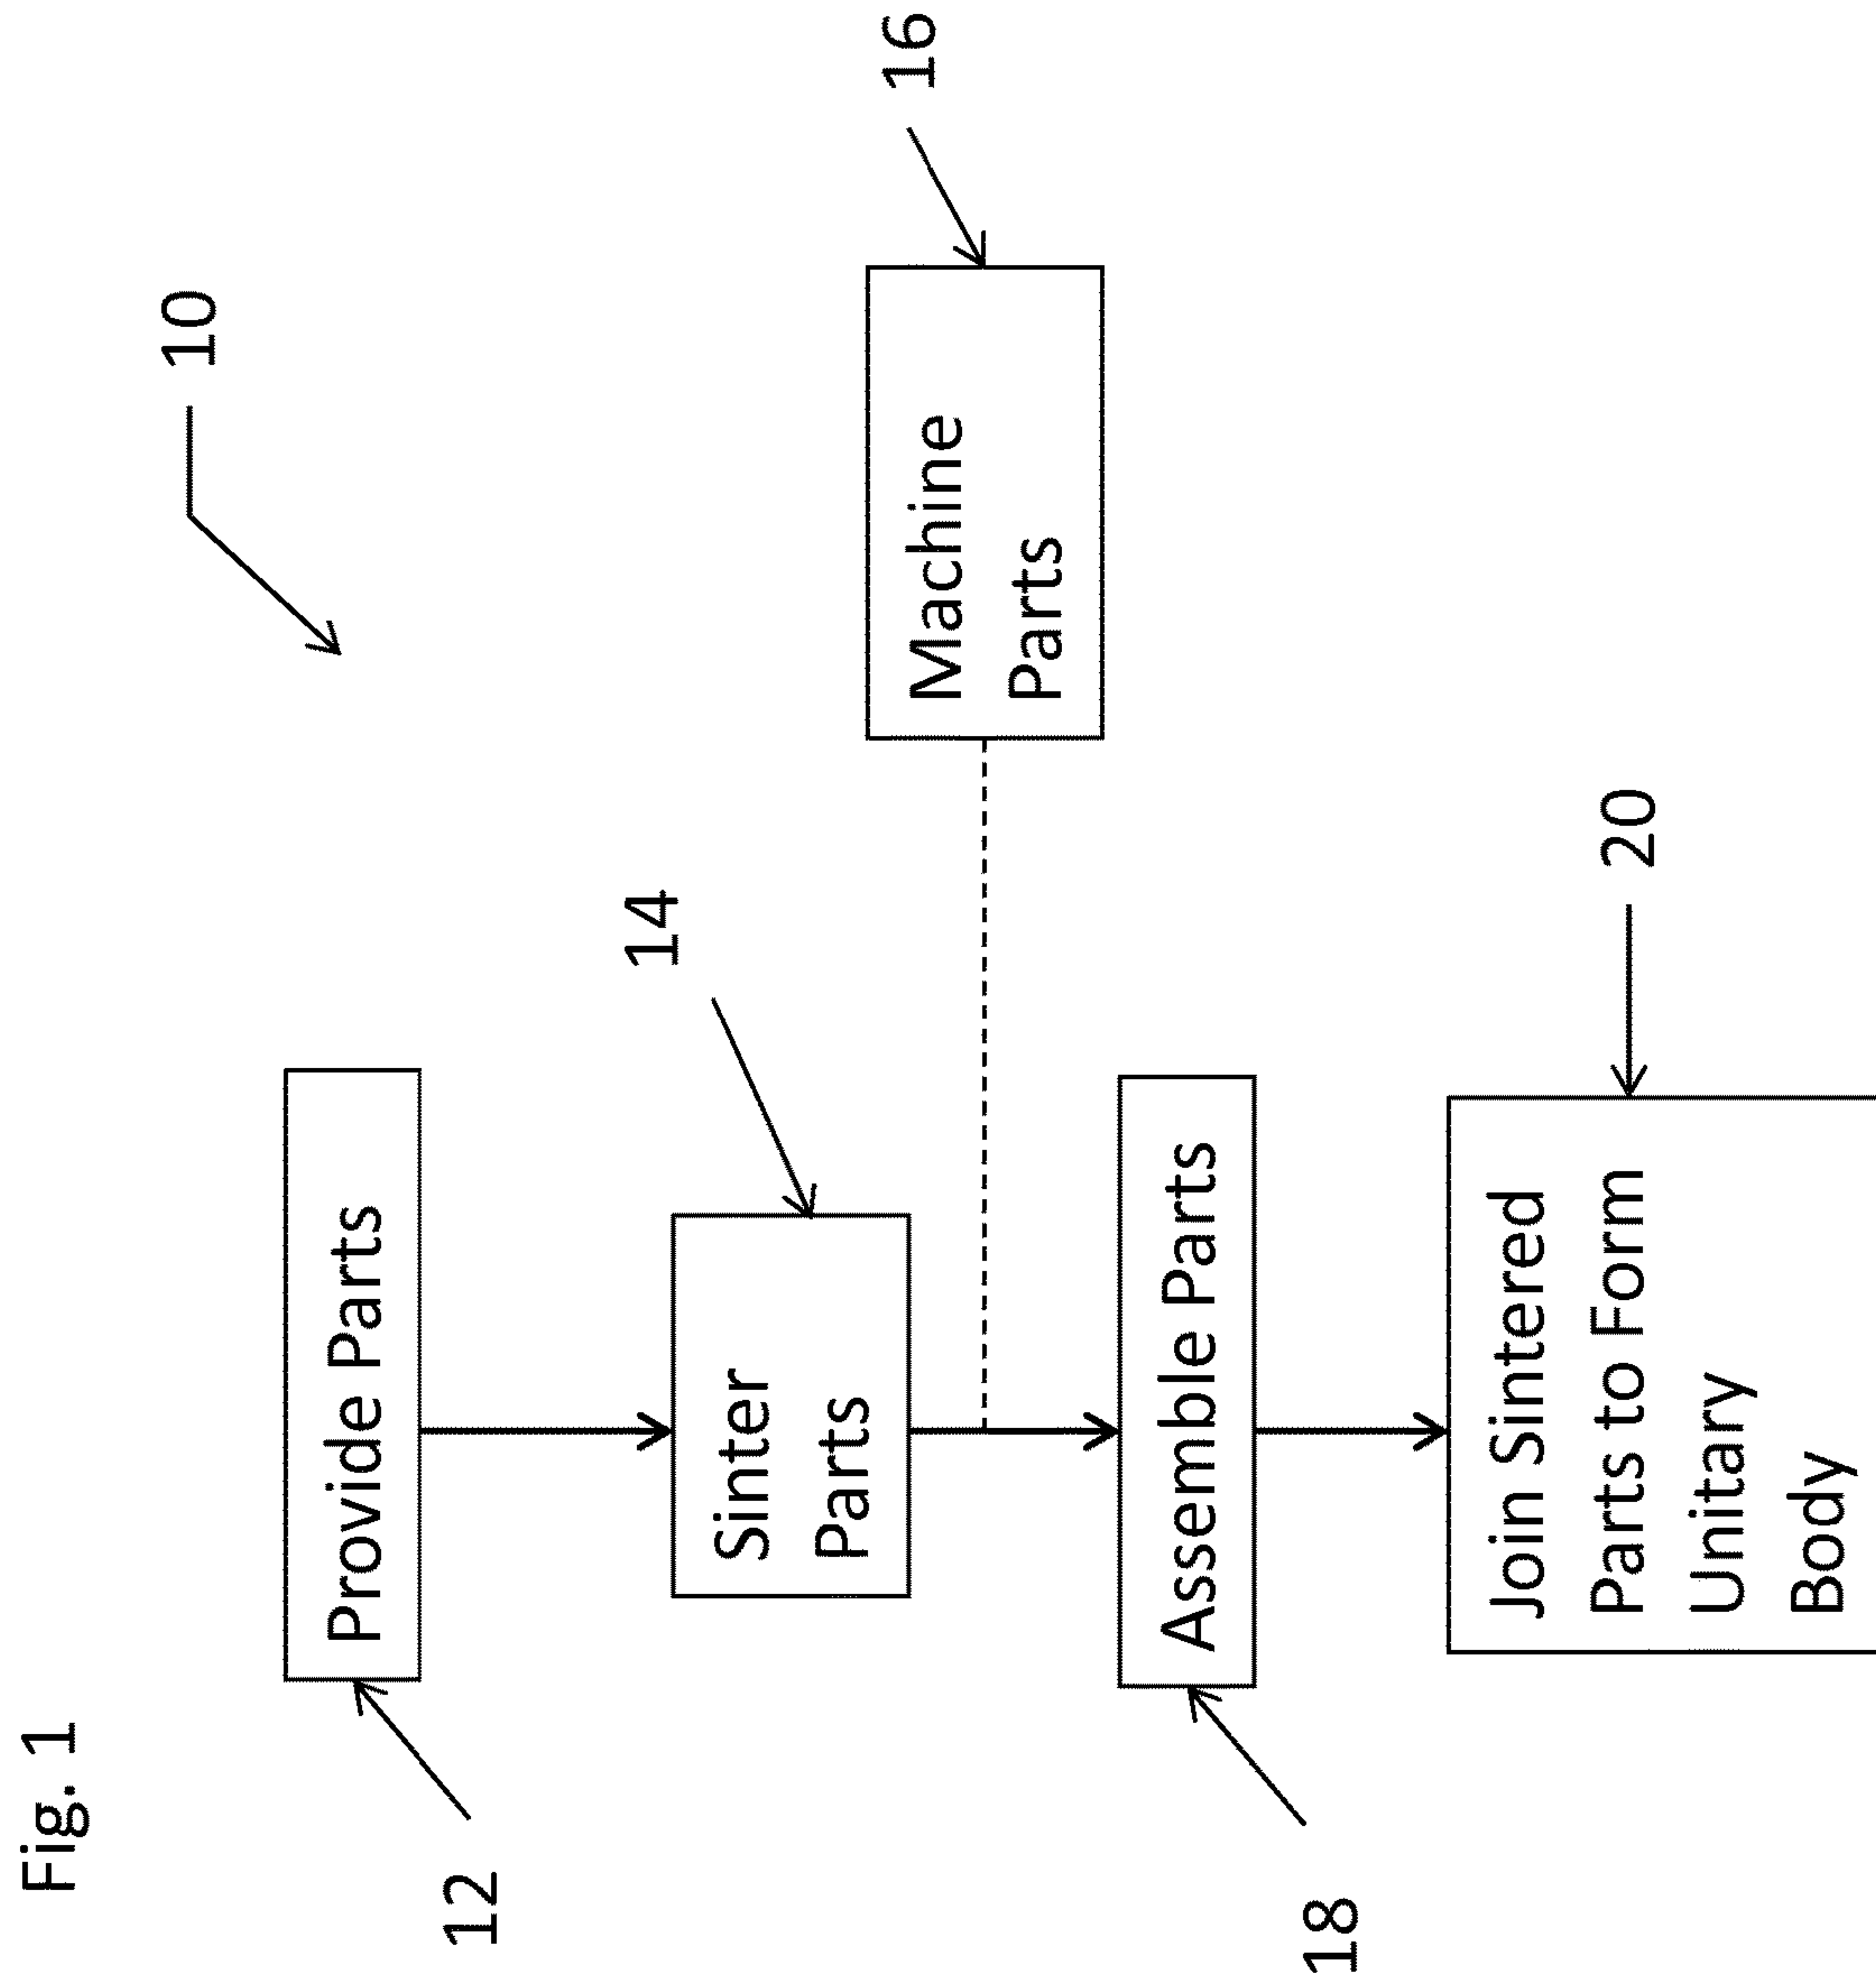 Fig. 1
10
Provide Parts
12
Sinter
Parts
14
Machine
Parts
16
Assemble Parts
18
Join Sintered
Parts to Form
Unitary
Body
20